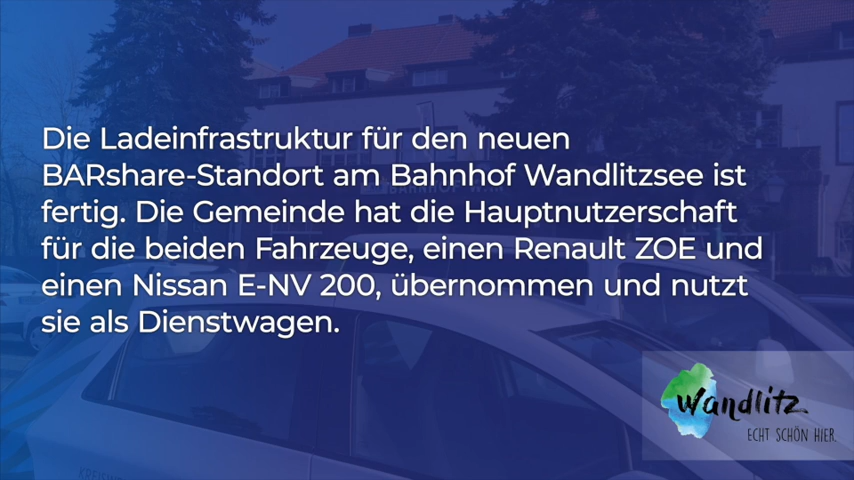 Die Ladeinfrastruktur für den neuen
BARshare-Standort am Bahnhof Wandlitzsee ist
fertig. Die Gemeinde hat die Hauptnutzerschaft
für die beiden Fahrzeuge, einen Renault ZOE und
einen Nissan E-NV 200, übernommen und nutzt
sie als Dienstwagen.
Wandlitz
ECHT SCHÖN HIER.